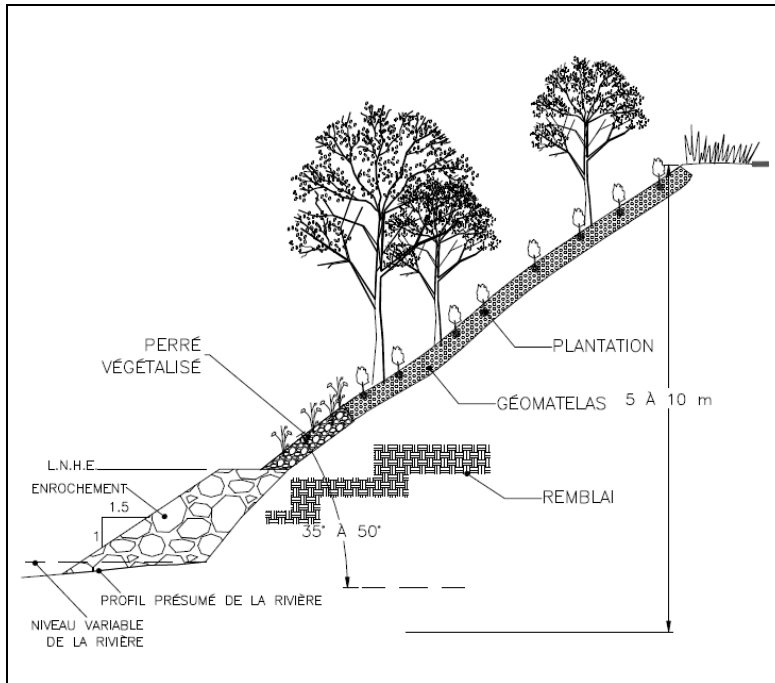 PERRÉ
VÉGÉTALISÉ
PLANTATION
GÉOMATELAS
5 À 10 m
L.N.H.E.
ENROCHEMENT
1.5
1
REMBLAI
35° À 50°
PROFIL PRÉSUMÉ DE LA RIVIÈRE
NIVEAU VARIABLE
DE LA RIVIÈRE